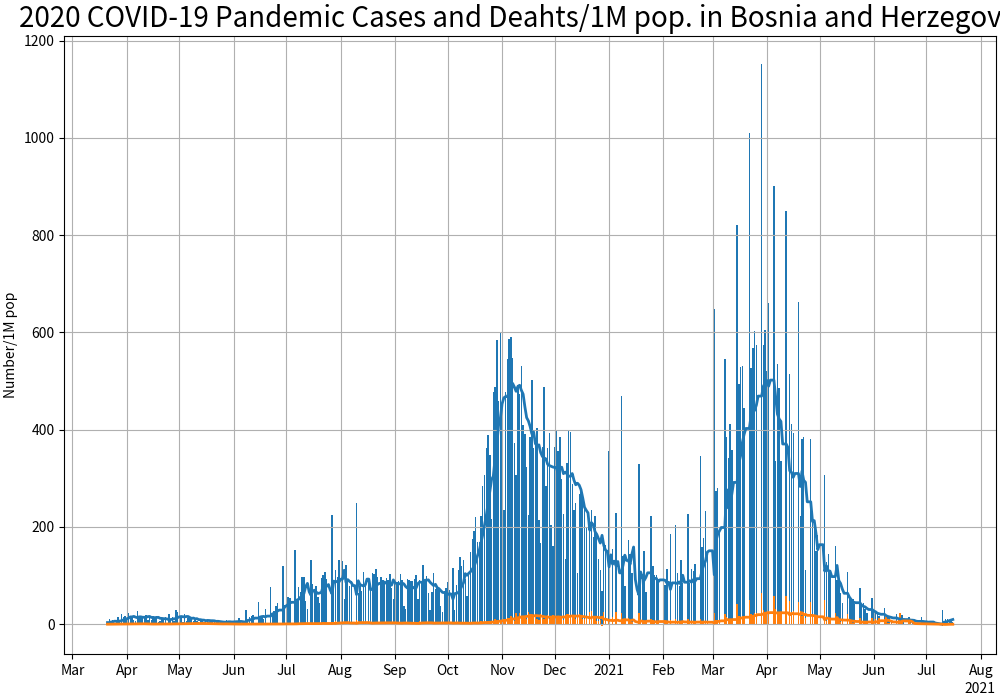 2020 COVID-19 Pandemic Cases and Deahts/1M pop. in Bosnia and Herzegov
1200
1000
800
600
400
200
0
Number/1M pop
Mar Apr May Jun Jul Aug Sep Oct Nov Dec 2021 Feb Mar Apr May Jun Jul Aug
2021